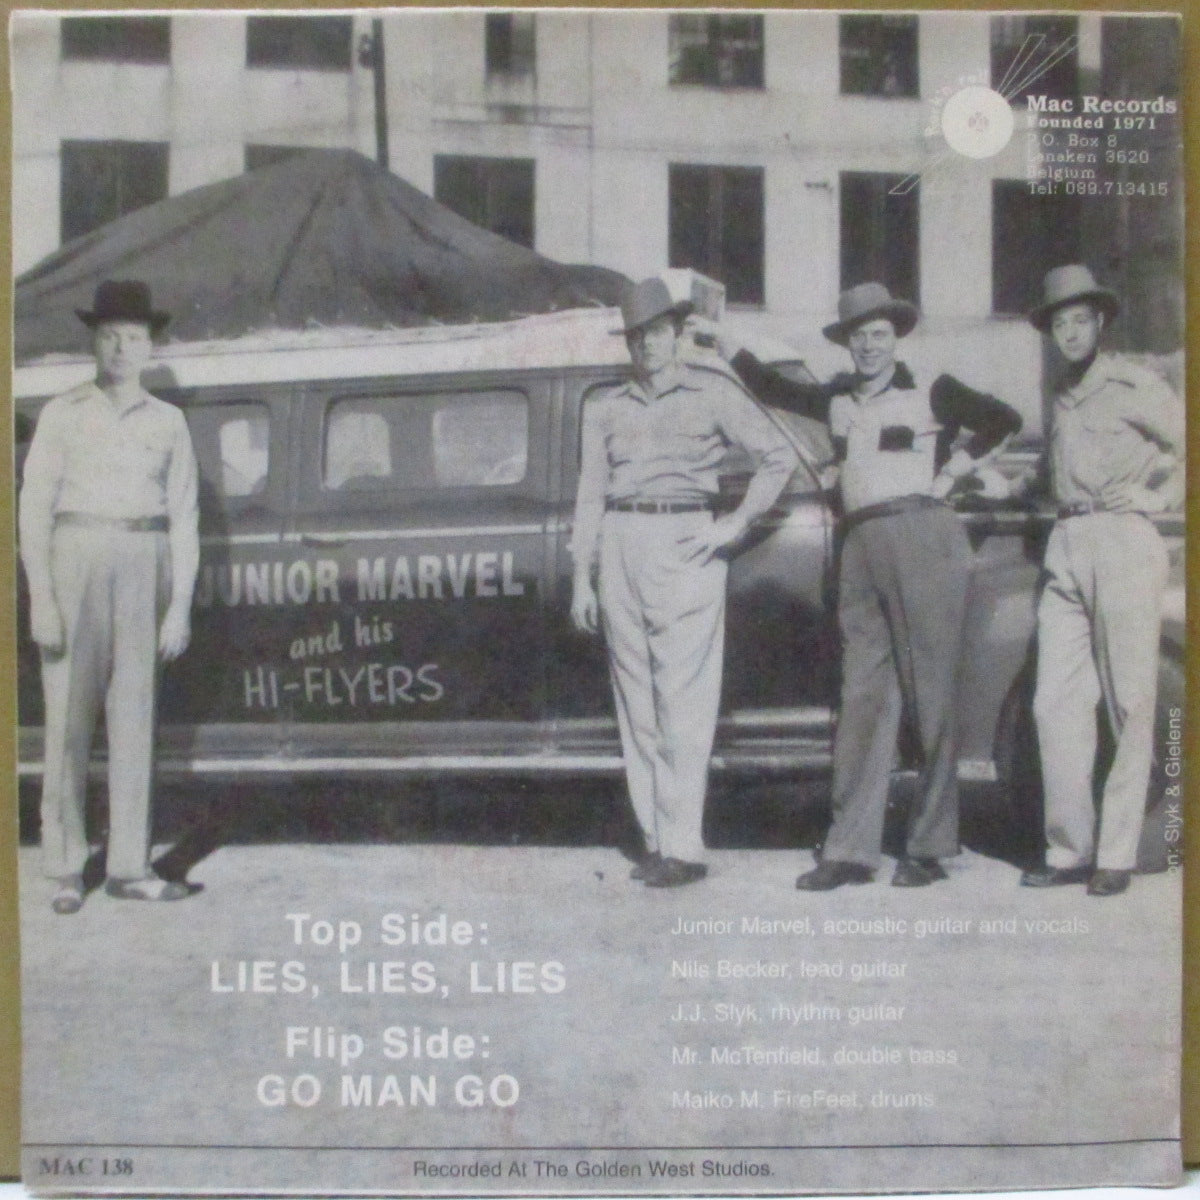 Rock'n roll
Mac Records
Founded 1971
P.O. Box 8
Lanaken 3620
Belgium
Tel: 089.713415
JUNIOR MARVEL
and his
HI-FLYERS
Slyk & Gielens
Top Side:
LIES, LIES, LIES
Flip Side:
GO MAN GO
Junior Marvel, acoustic guitar and vocals
Nils Becker, lead guitar
J.J. Slyk, rhythm guitar
Mr. McTenfield, double bass
Maiko M. FireFeet, drums
MAC 138
Recorded At The Golden West Studios.